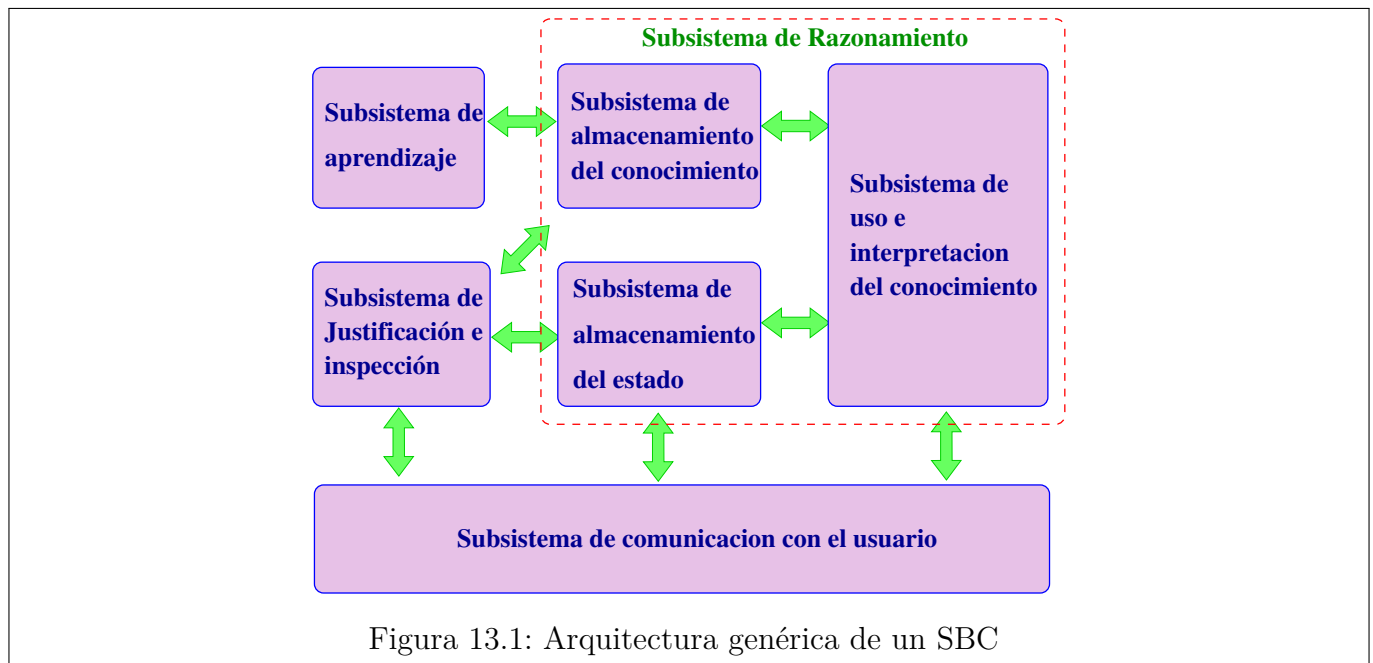 Subsistema de Razonamiento
Subsistema de
aprendizaje
Subsistema de
almacenamiento
del conocimiento
Subsistema de
uso e
interpretacion
del conocimiento
Subsistema de
Justificación e
inspección
Subsistema de
almacenamiento
del estado
Subsistema de comunicacion con el usuario
Figura 13.1: Arquitectura genérica de un SBC